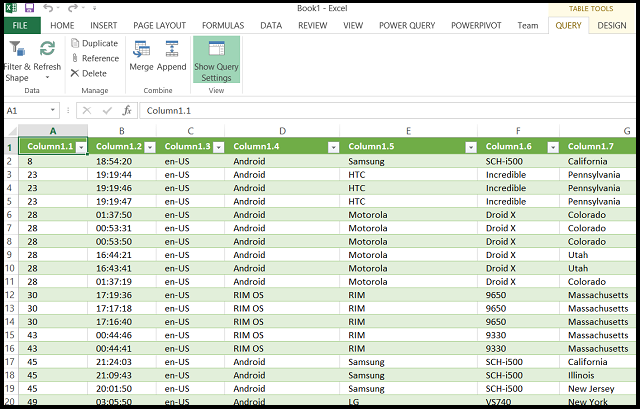 Book1 - Excel
TABLE TOOLS
FILE HOME INSERT PAGE LAYOUT FORMULAS DATA REVIEW VIEW POWER QUERY POWERPIVOT Team QUERY DESIGN
Filter & Shape
Refresh
Data
Duplicate
Reference
Delete
Manage
Merge Append
Combine
Show Query Settings
View
A1 fx Column1.1
A B C D E F G
1 Column1.1 Column1.2 Column1.3 Column1.4 Column1.5 Column1.6 Column1.7
2 8 18:54:20 en-US Android Samsung SCH-i500 California
3 23 19:19:44 en-US Android HTC Incredible Pennsylvania
4 23 19:19:46 en-US Android HTC Incredible Pennsylvania
5 23 19:19:47 en-US Android HTC Incredible Pennsylvania
6 28 01:37:50 en-US Android Motorola Droid X Colorado
7 28 00:53:31 en-US Android Motorola Droid X Colorado
8 28 00:53:50 en-US Android Motorola Droid X Colorado
9 28 16:44:21 en-US Android Motorola Droid X Utah
10 28 16:43:41 en-US Android Motorola Droid X Utah
11 28 01:37:19 en-US Android Motorola Droid X Colorado
12 30 17:19:36 en-US RIM OS RIM 9650 Massachusetts
13 30 17:17:18 en-US RIM OS RIM 9650 Massachusetts
14 30 17:16:40 en-US RIM OS RIM 9650 Massachusetts
15 43 00:44:46 en-US RIM OS RIM 9330 Massachusetts
16 43 00:44:41 en-US RIM OS RIM 9330 Massachusetts
17 45 21:24:03 en-US Android Samsung SCH-i500 California
18 45 21:09:43 en-US Android Samsung SCH-i500 Illinois
19 45 20:01:50 en-US Android Samsung SCH-i500 New Jersey
20 49 03:05:50 en-US Android LG VS740 New York